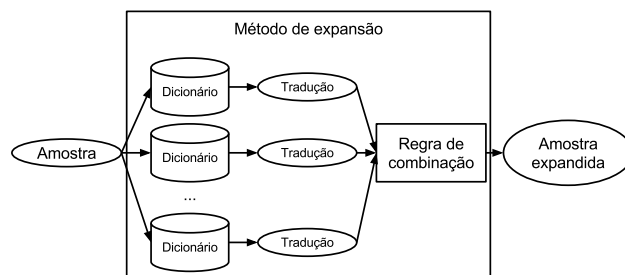 Método de expansão
Dicionário
Tradução
Amostra
Dicionário
Tradução
Regra de
combinação
Amostra
expandida
...
Dicionário
Tradução